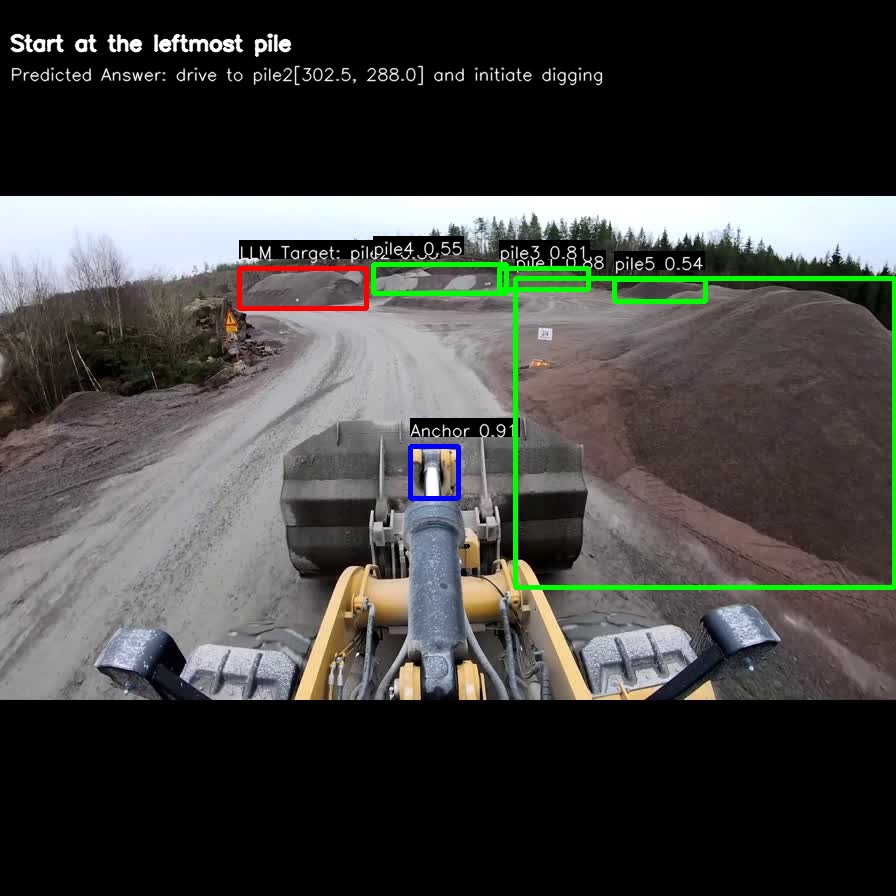 Start at the leftmost pile
Predicted Answer: drive to pile2[302.5, 288.0] and initiate digging
LLM Target: pile4 0.55
pile3 0.81
pile5 0.54
24
Anchor 0.91